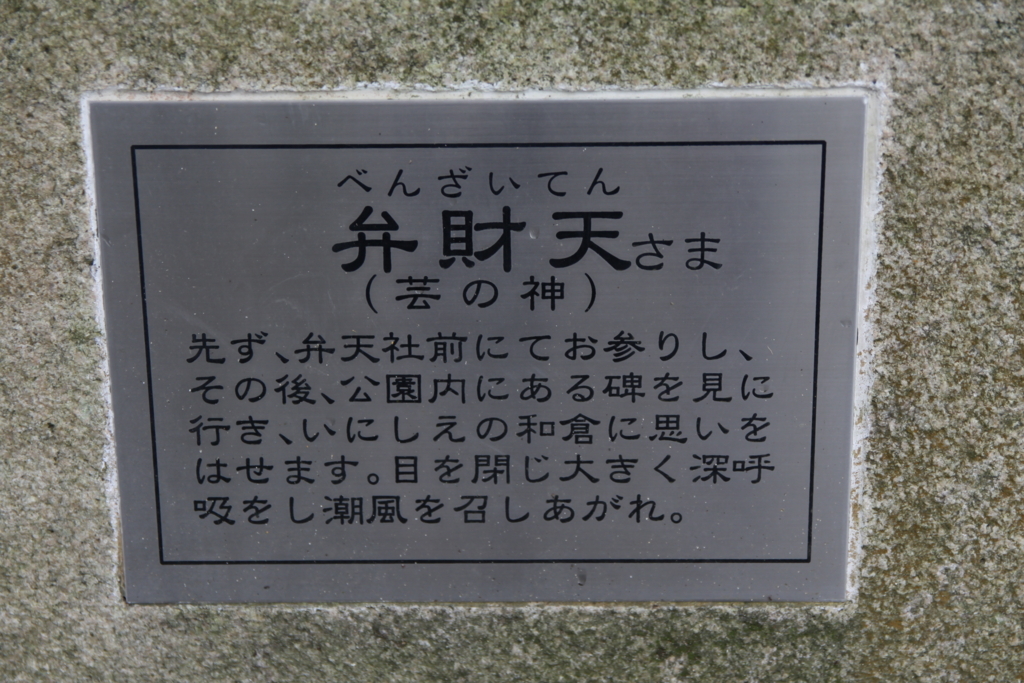 べんざいてん
弁財天さま
(芸の神)
先ず、弁天社前にてお参りし、
その後、公園内にある碑を見に
行き、いにしえの和倉に思いを
はせます。目を閉じ大きく深呼
吸をし潮風を召しあがれ。